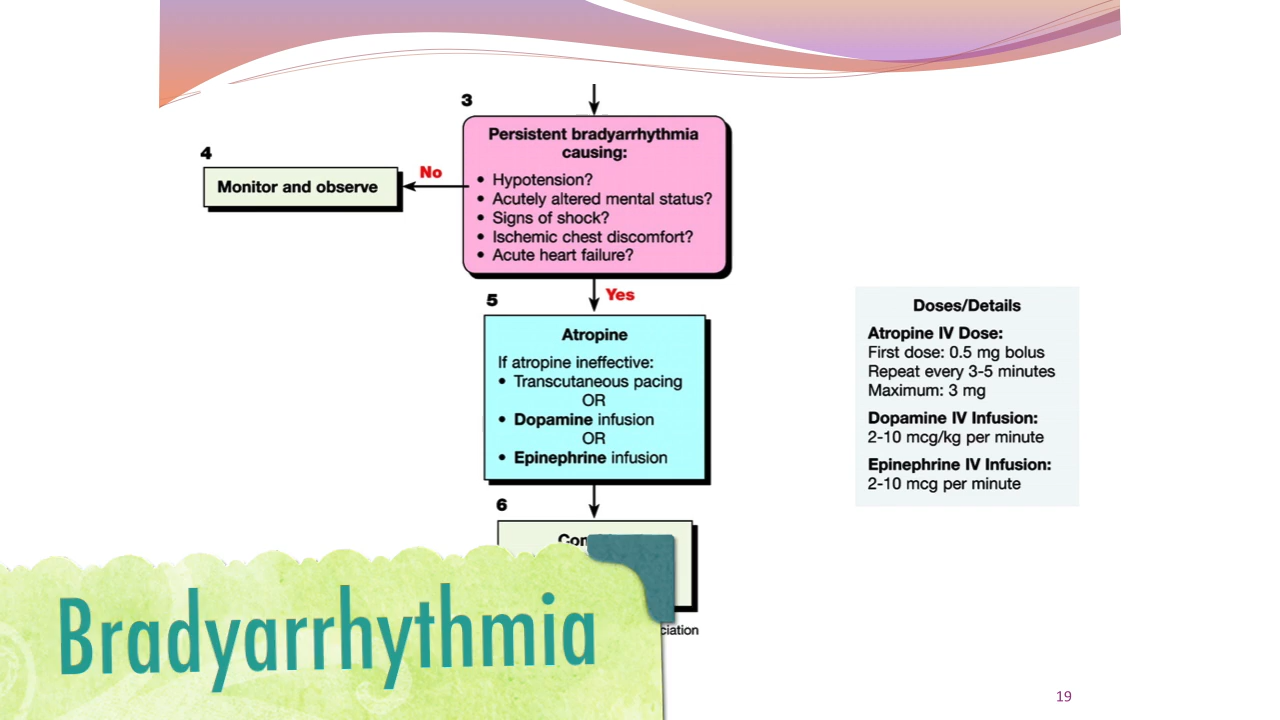 3
Persistent bradyarrhythmia
causing:
• Hypotension?
• Acutely altered mental status?
• Signs of shock?
• Ischemic chest discomfort?
• Acute heart failure?
4
Monitor and observe
No
Yes
5
Atropine
If atropine ineffective:
• Transcutaneous pacing
OR
• Dopamine infusion
OR
• Epinephrine infusion
6
Doses/Details
Atropine IV Dose:
First dose: 0.5 mg bolus
Repeat every 3-5 minutes
Maximum: 3 mg
Dopamine IV Infusion:
2-10 mcg/kg per minute
Epinephrine IV Infusion:
2-10 mcg per minute
Bradyarrhythmia
19